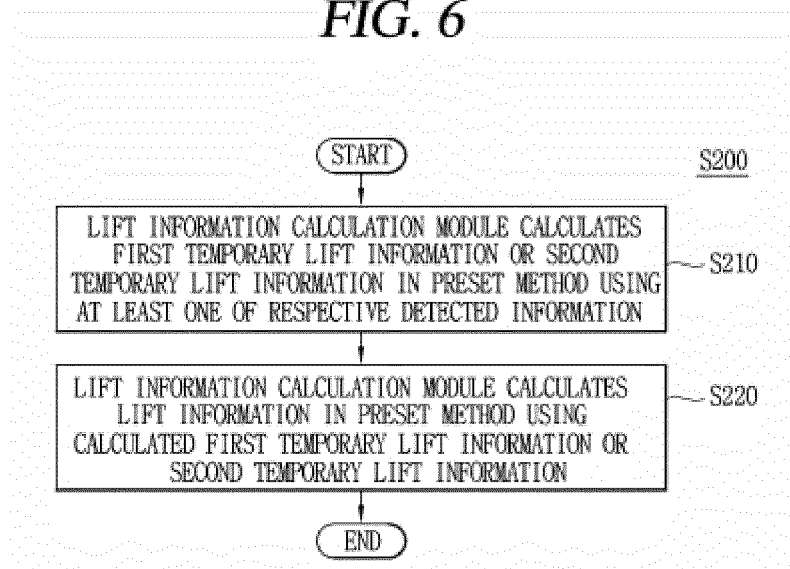 FIG. 6
START
S200
LIFT INFORMATION CALCULATION MODULE CALCULATES
FIRST TEMPORARY LIFT INFORMATION OR SECOND
TEMPORARY LIFT INFORMATION IN PRESET METHOD USING
AT LEAST ONE OF RESPECTIVE DETECTED INFORMATION
S210
LIFT INFORMATION CALCULATION MODULE CALCULATES
LIFT INFORMATION IN PRESET METHOD USING
CALCULATED FIRST TEMPORARY LIFT INFORMATION OR
SECOND TEMPORARY LIFT INFORMATION
S220
END